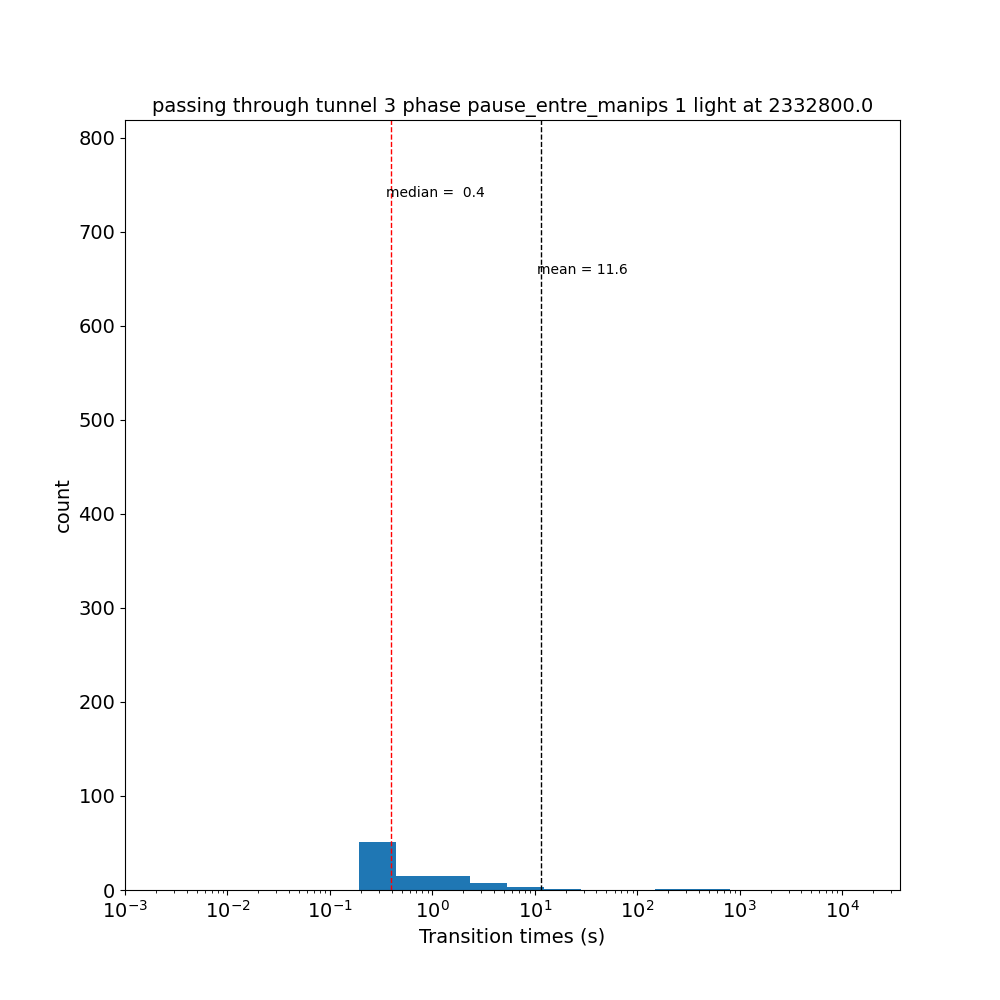 passing through tunnel 3 phase pause_entre_manips 1 light at 2332800.0
800
median =  0.4
700
mean = 11.6
600
500
count
400
300
200
100
0
10⁻³ 10⁻² 10⁻¹ 10⁰ 10¹ 10² 10³ 10⁴
Transition times (s)